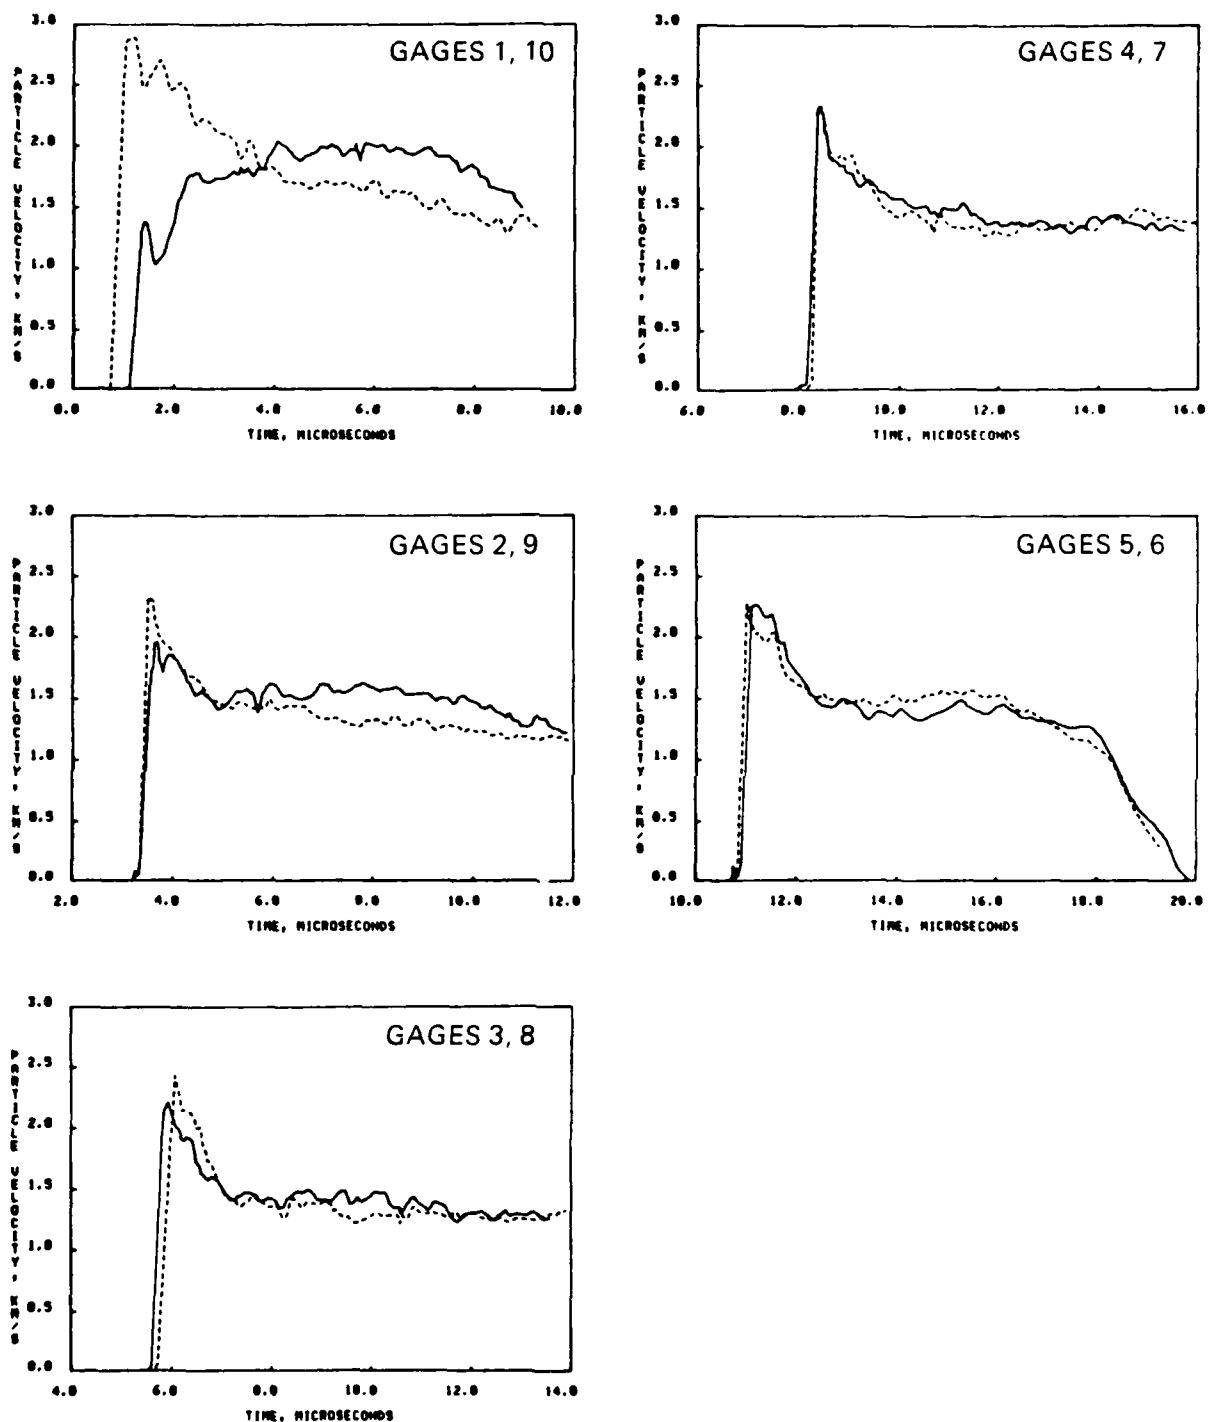 GAGES 1, 10
PARTICLE VELOCITY, KM/S
3.0
2.5
2.0
1.5
1.0
0.5
0.0
0.0 2.0 4.0 6.0 8.0 10.0
TIME, MICROSECONDS
GAGES 4, 7
PARTICLE VELOCITY, KM/S
3.0
2.5
2.0
1.5
1.0
0.5
0.0
6.0 8.0 10.0 12.0 14.0 16.0
TIME, MICROSECONDS
GAGES 2, 9
PARTICLE VELOCITY, KM/S
3.0
2.5
2.0
1.5
1.0
0.5
0.0
2.0 4.0 6.0 8.0 10.0 12.0
TIME, MICROSECONDS
GAGES 5, 6
PARTICLE VELOCITY, KM/S
3.0
2.5
2.0
1.5
1.0
0.5
0.0
10.0 12.0 14.0 16.0 18.0 20.0
TIME, MICROSECONDS
GAGES 3, 8
PARTICLE VELOCITY, KM/S
3.0
2.5
2.0
1.5
1.0
0.5
0.0
4.0 6.0 8.0 10.0 12.0 14.0
TIME, MICROSECONDS